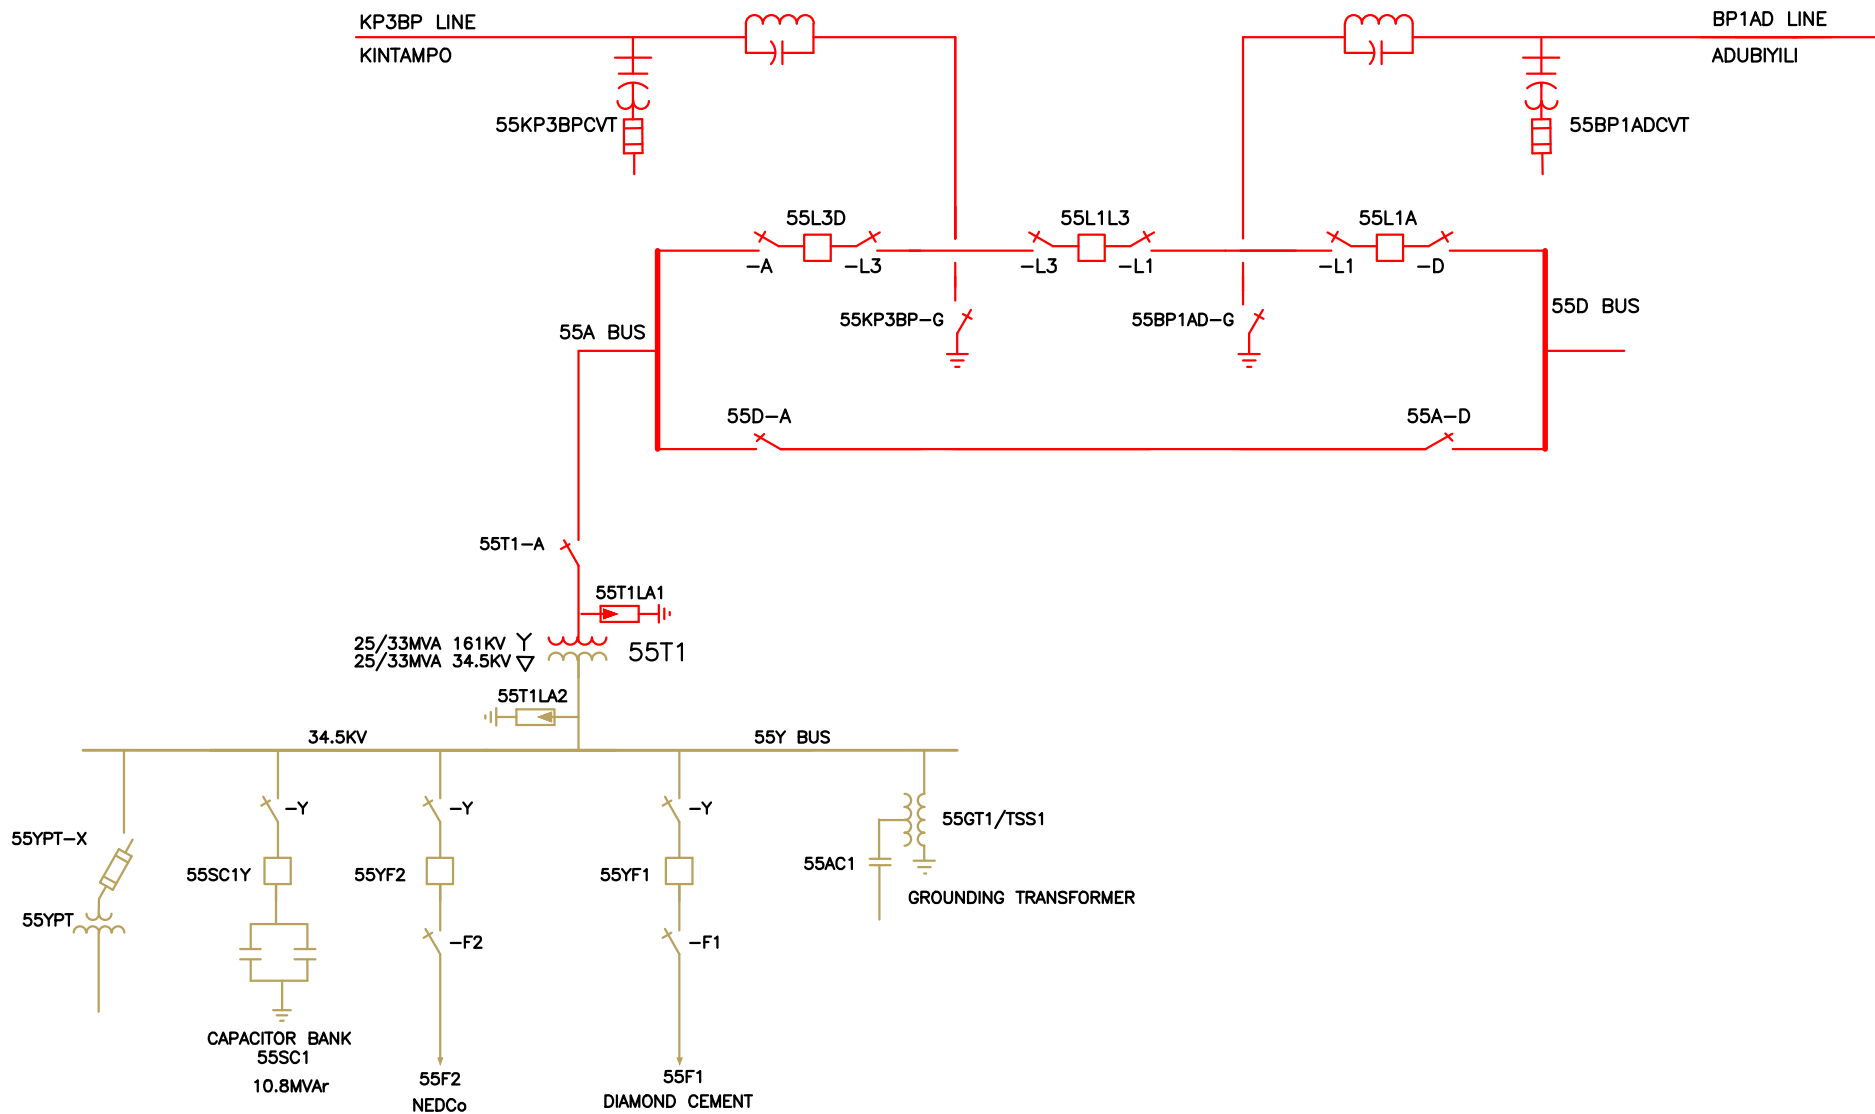 KP3BP LINE
KINTAMPO
BP1AD LINE
ADUBIYILI
55KP3BPCVT
55BP1ADCVT
55L3D
55L1L3
55L1A
-A
-L3
-L3
-L1
-L1
-D
55A BUS
55KP3BP-G
55BP1AD-G
55D BUS
55D-A
55A-D
55T1-A
55T1LA1
25/33MVA 161KV
25/33MVA 34.5KV
55T1
55T1LA2
34.5KV
55Y BUS
-Y
-Y
-Y
55YPT-X
55GT1/TSS1
55SC1Y
55YF2
55YF1
55AC1
GROUNDING TRANSFORMER
55YPT
-F2
-F1
CAPACITOR BANK
55SC1
10.8MVAr
55F2
NEDCo
55F1
DIAMOND CEMENT